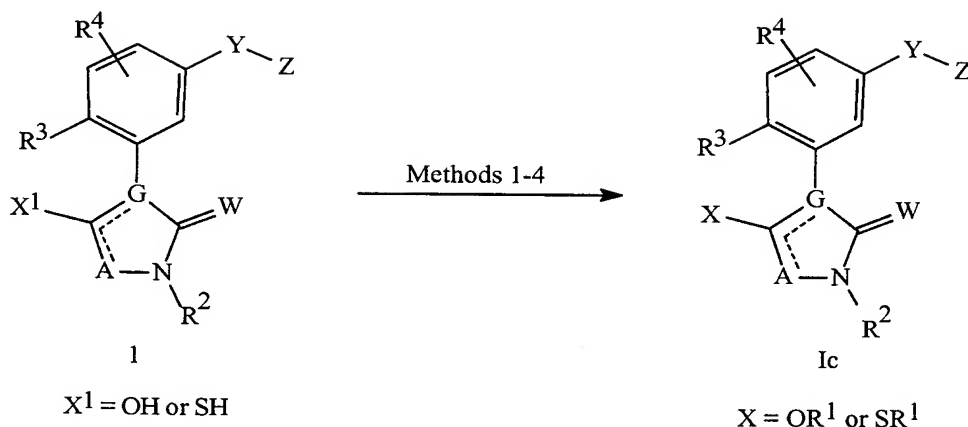 R4 Y Z
R3
G
X1 W
A N
R2
1
X1 = OH or SH
Methods 1-4
R4 Y Z
R3
G
X W
A N
R2
Ic
X = OR1 or SR1